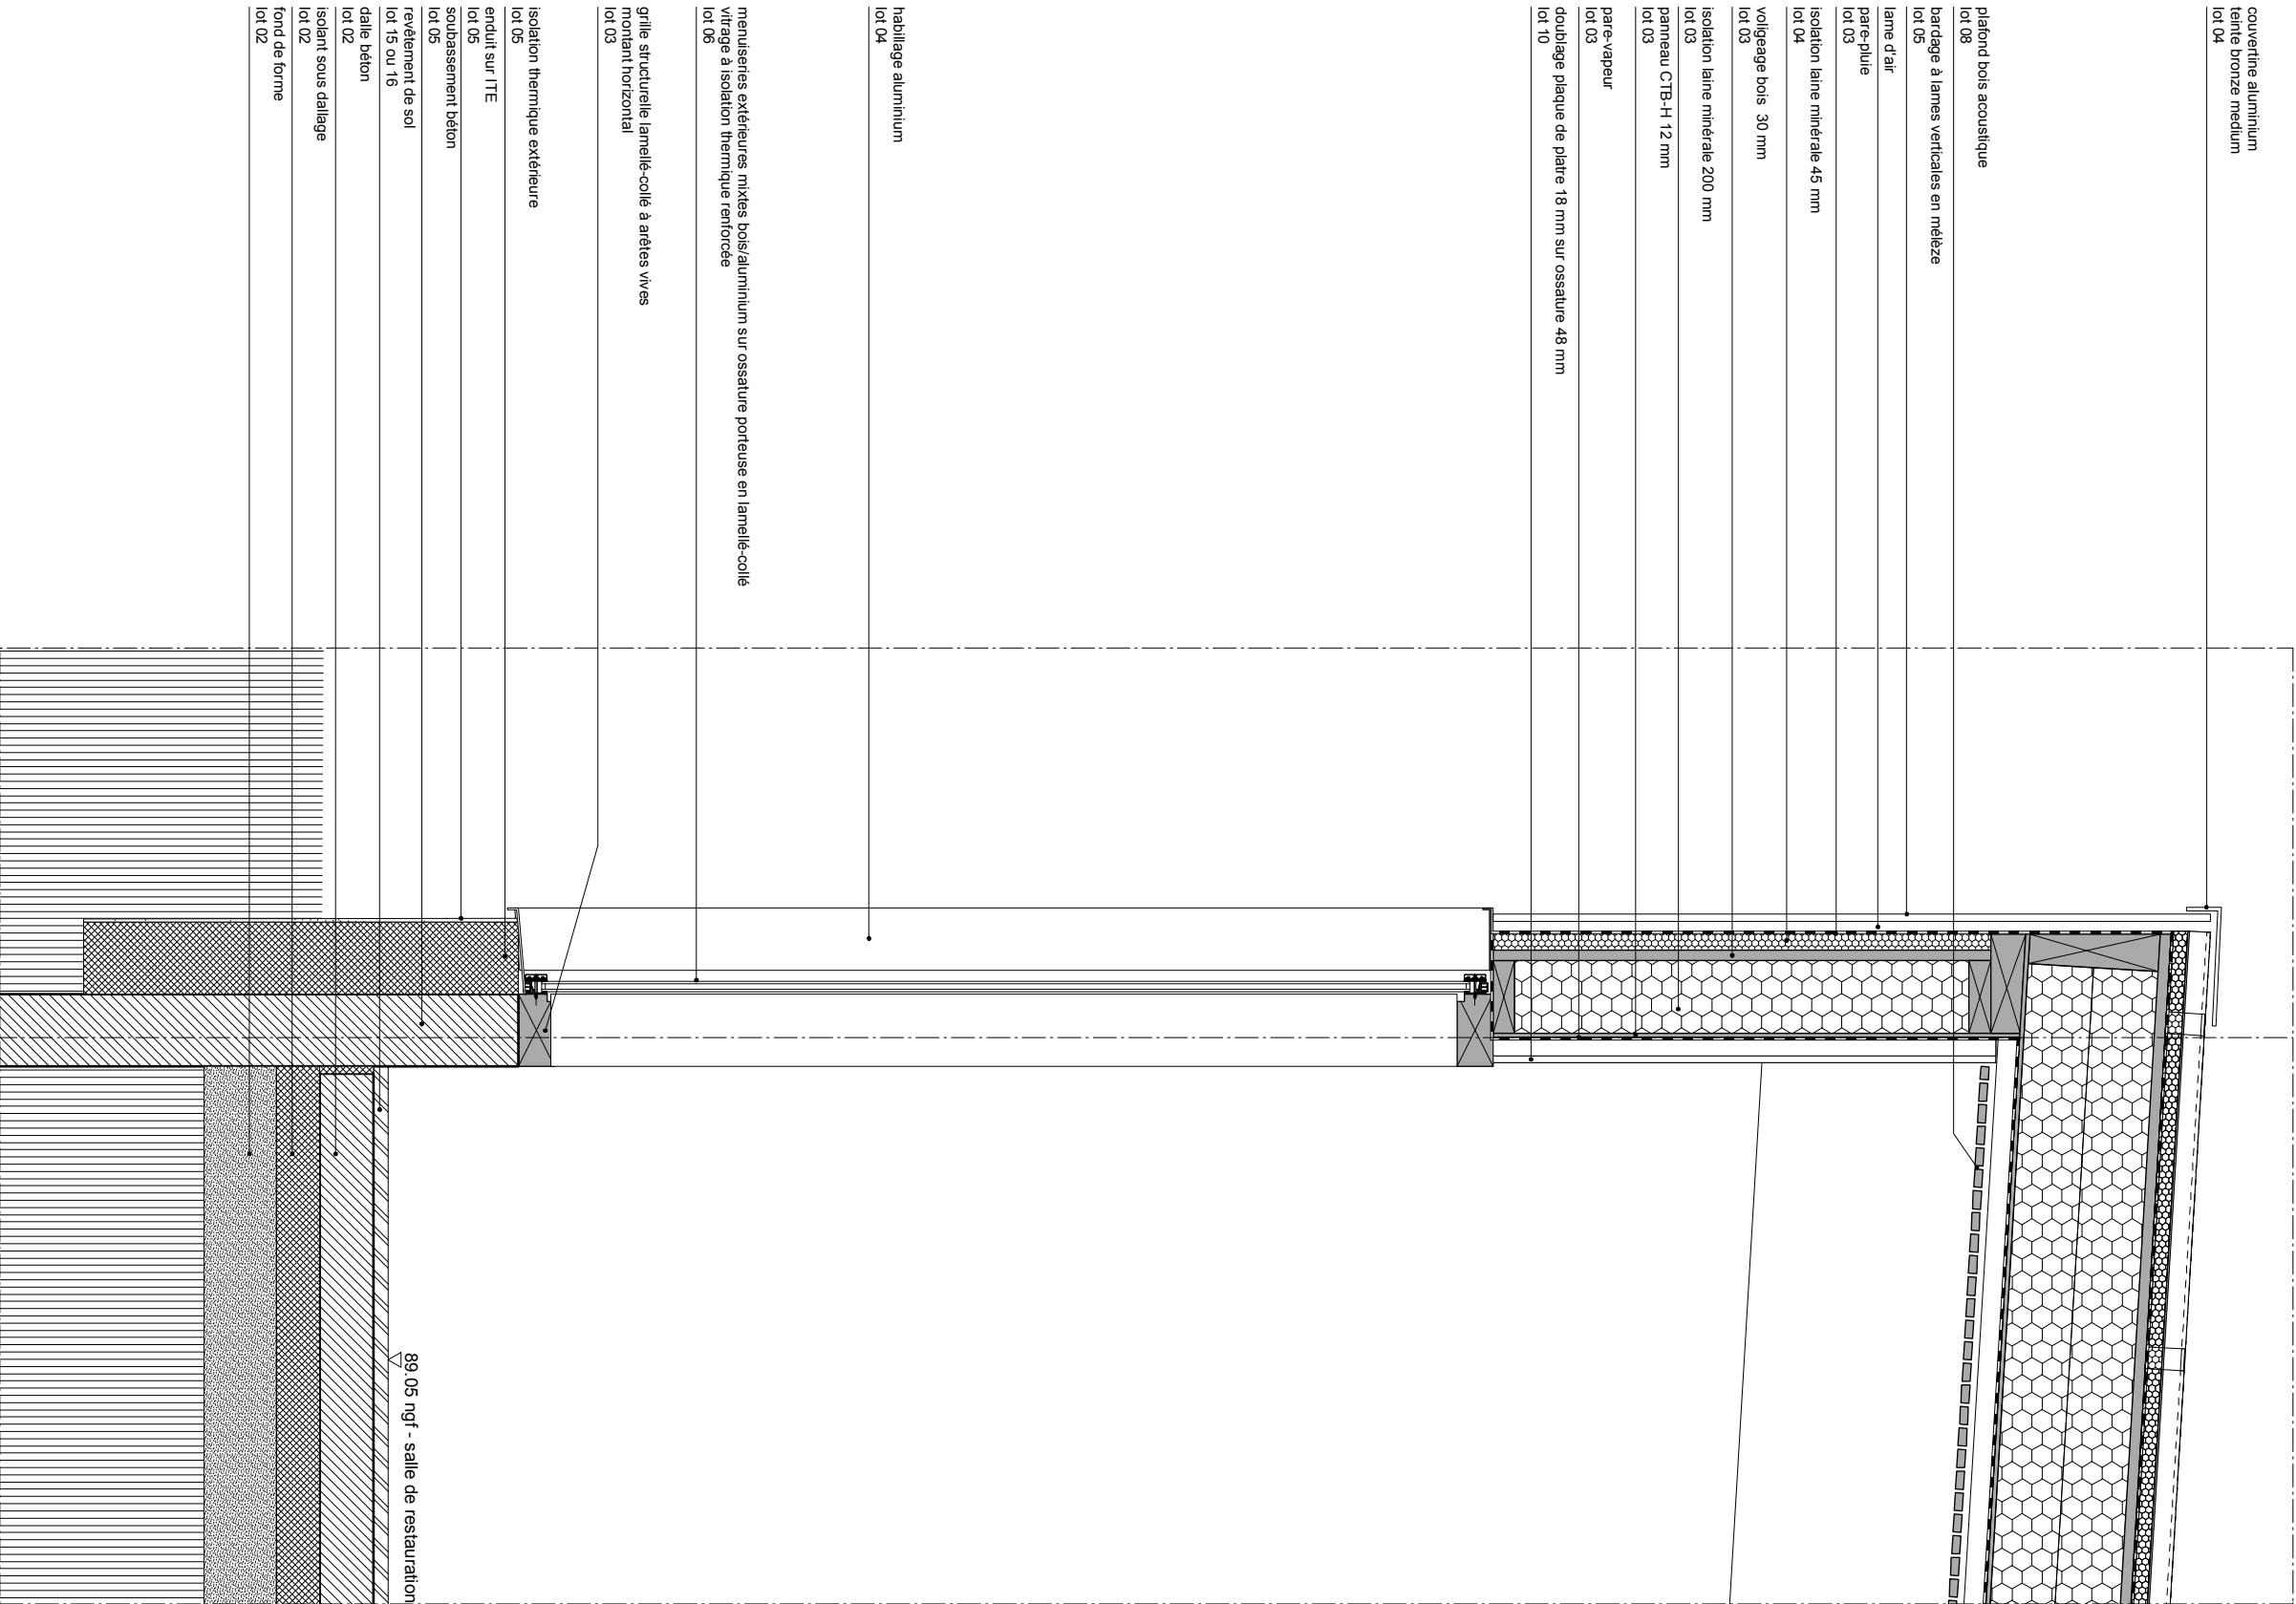 couvertine aluminium
teinte bronze medium
lot 04
plafond bois acoustique
lot 08
bardage à lames verticales en mélèze
lot 05
lame d'air
pare-pluie
lot 03
isolation laine minérale 45 mm
lot 04
voligeage bois 30 mm
lot 03
isolation laine minérale 200 mm
lot 03
panneau CTB-H 12 mm
lot 03
pare-vapeur
lot 03
doublage plaque de platre 18 mm sur ossature 48 mm
lot 10
habillage aluminium
lot 04
menuiseries extérieures mixtes bois/aluminium sur ossature porteuse en lamellé-collé
vitrage à isolation thermique renforcée
lot 06
grille structurelle lamellé-collé à arêtes vives
montant horizontal
lot 03
isolation thermique extérieure
lot 05
enduit sur ITE
lot 05
soubassement béton
lot 05
revêtement de sol
lot 15 ou 16
dalle béton
lot 02
isolant sous dallage
lot 02
fond de forme
lot 02
89.05 ngf - salle de restauration